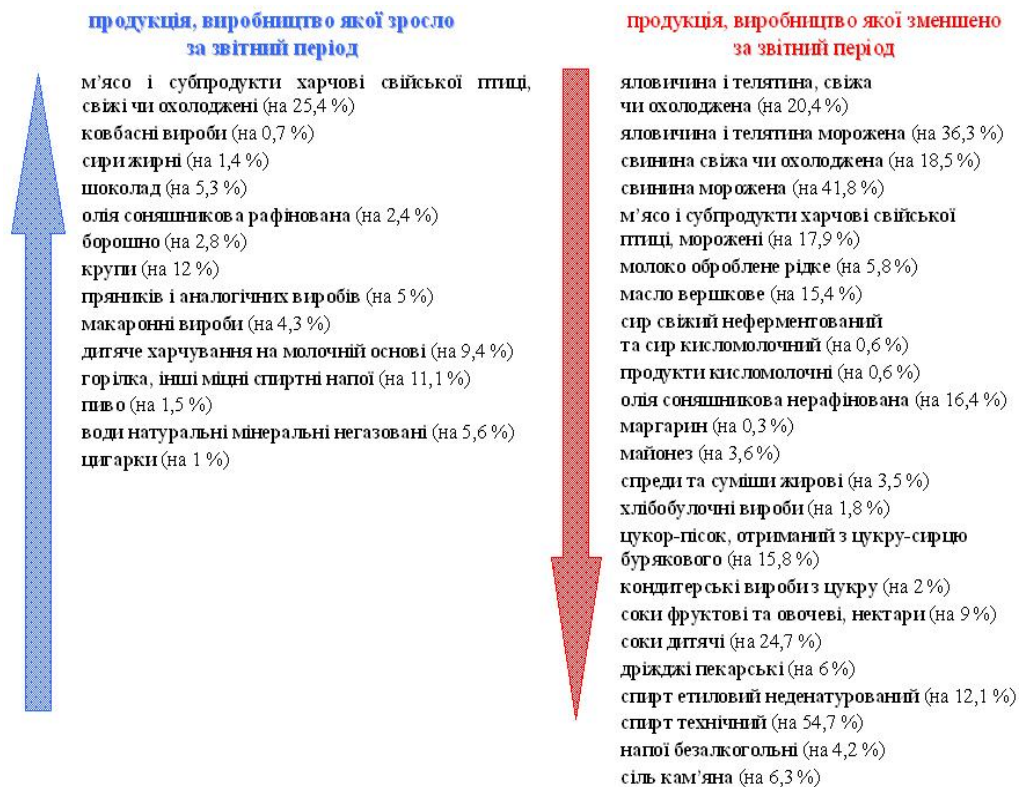 продукція, виробництво якої зросло
за звітний період
м’ясо і субпродукти харчові свійської птиці,
свіжі чи охолоджені (на 25,4 %)
ковбасні вироби (на 0,7 %)
сири жирні (на 1,4 %)
шоколад (на 5,3 %)
олія соняшникова рафінована (на 2,4 %)
борошно (на 2,8 %)
крупи (на 12 %)
пряників і аналогічних виробів (на 5 %)
макаронні вироби (на 4,3 %)
дитяче харчування на молочній основі (на 9,4 %)
горілка, інші міцні спиртні напої (на 11,1 %)
пиво (на 1,5 %)
води натуральні мінеральні негазовані (на 5,6 %)
цигарки (на 1 %)
продукція, виробництво якої зменшено
за звітний період
яловичина і телятина, свіжа
чи охолоджена (на 20,4 %)
яловичина і телятина морожена (на 36,3 %)
свинина свіжа чи охолоджена (на 18,5 %)
свинина морожена (на 41,8 %)
м’ясо і субпродукти харчові свійської
птиці, морожені (на 17,9 %)
молоко оброблене рідке (на 5,8 %)
масло вершкове (на 15,4 %)
сир свіжий неферментований
та сир кисломолочний (на 0,6 %)
продукти кисломолочні (на 0,6 %)
олія соняшникова нерафінована (на 16,4 %)
маргарин (на 0,3 %)
майонез (на 3,6 %)
спреди та суміши жирові (на 3,5 %)
хлібобулочні вироби (на 1,8 %)
цукор-пісок, отриманий з цукру-сирцю
бурякового (на 15,8 %)
кондитерські вироби з цукру (на 2 %)
соки фруктові та овочеві, нектари (на 9 %)
соки дитячі (на 24,7 %)
дріжджі пекарські (на 6 %)
спирт етиловий неденатурований (на 12,1 %)
спирт технічний (на 54,7 %)
напої безалкогольні (на 4,2 %)
сіль кам’яна (на 6,3 %)